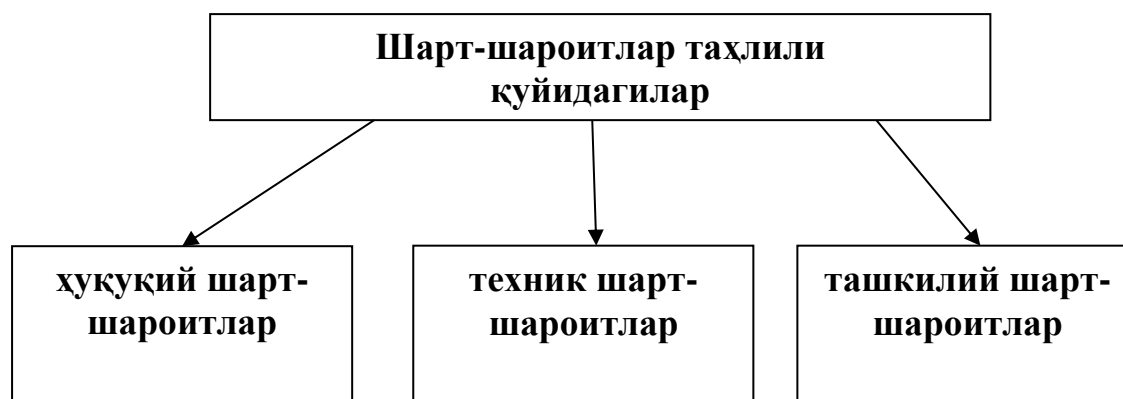 Шарт-шароитлар таҳлили
қуйидагилар
ҳуқуқий шарт-
шароитлар
техник шарт-
шароитлар
ташкилий шарт-
шароитлар